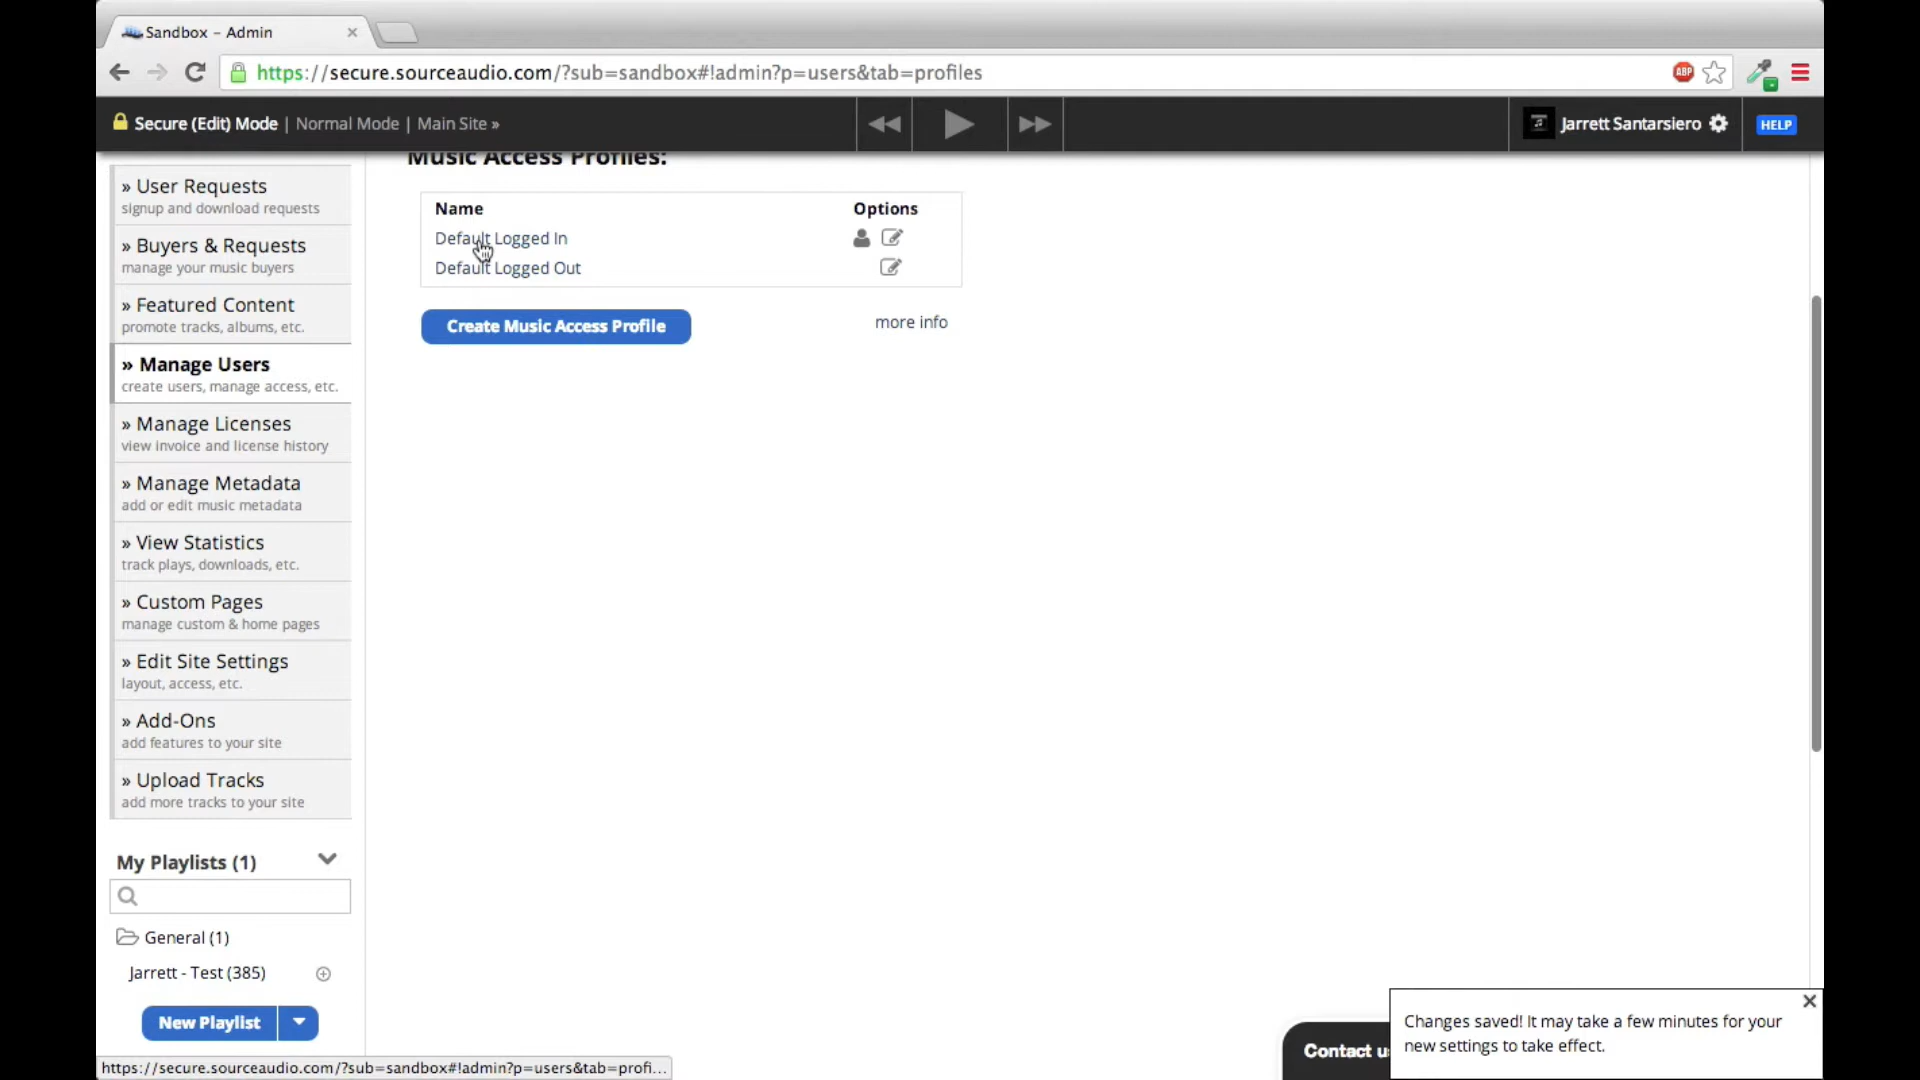 Sandbox – Admin
https://secure.sourceaudio.com/?sub=sandbox#!admin?p=users&tab=profiles
ABP
Secure (Edit) Mode | Normal Mode | Main Site »
Jarrett Santarsiero
HELP
» User Requests
signup and download requests
» Buyers & Requests
manage your music buyers
» Featured Content
promote tracks, albums, etc.
» Manage Users
create users, manage access, etc.
» Manage Licenses
view invoice and license history
» Manage Metadata
add or edit music metadata
» View Statistics
track plays, downloads, etc.
» Custom Pages
manage custom & home pages
» Edit Site Settings
layout, access, etc.
» Add-Ons
add features to your site
» Upload Tracks
add more tracks to your site
My Playlists (1)
General (1)
Jarrett - Test (385)
New Playlist
Music Access Profiles:
Name Options
Default Logged In
Default Logged Out
Create Music Access Profile
more info
Contact u
Changes saved! It may take a few minutes for your
new settings to take effect.
https://secure.sourceaudio.com/?sub=sandbox#!admin?p=users&tab=profi...